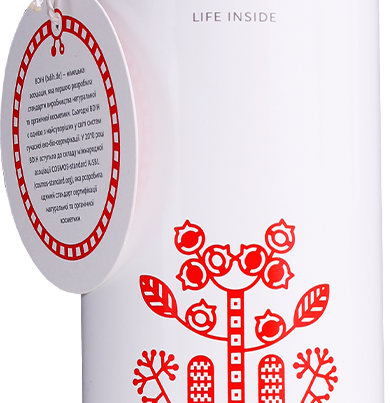 LIFE INSIDE
BDIH (bdih.de) – німецька
асоціація, яка першою розробила
стандарти виробництва натуральної
та органічної косметики. Сьогодні BDIH
є однією з найсуворіших у світі систем
сучасної еко-біо-сертифікації. У 2010 році
BDIH вступила до складу міжнародної
асоціації COSMOS-standard AISBL
(cosmos-standard.org), яка розробила
єдиний стандарт сертифікації
натуральної та органічної
косметики